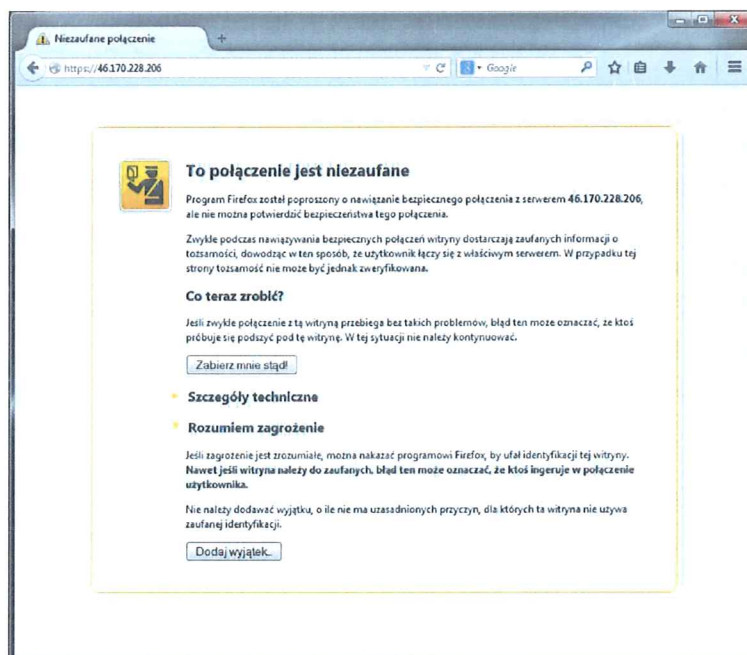 Niezaufane połączenie
https://46.170.228.206
Google
To połączenie jest niezaufane
Program Firefox został poproszony o nawiązanie bezpiecznego połączenia z serwerem 46.170.228.206,
ale nie można potwierdzić bezpieczeństwa tego połączenia.
Zwykle podczas nawiązywania bezpiecznych połączeń witryny dostarczają zaufanych informacji o
tożsamości, dowodząc w ten sposób, że użytkownik łączy się z właściwym serwerem. W przypadku tej
strony tożsamość nie może być jednak zweryfikowana.
Co teraz zrobić?
Jeśli zwykle połączenie z tą witryną przebiega bez takich problemów, błąd ten może oznaczać, że ktoś
próbuje się podszyć pod tę witrynę. W tej sytuacji nie należy kontynuować.
Zabierz mnie stąd!
Szczegóły techniczne
Rozumiem zagrożenie
Jeśli zagrożenie jest zrozumiałe, można nakazać programowi Firefox, by ufał identyfikacji tej witryny.
Nawet jeśli witryna należy do zaufanych, błąd ten może oznaczać, że ktoś ingeruje w połączenie
użytkownika.
Nie należy dodawać wyjątku, o ile nie ma uzasadnionych przyczyn, dla których ta witryna nie używa
zaufanej identyfikacji.
Dodaj wyjątek...